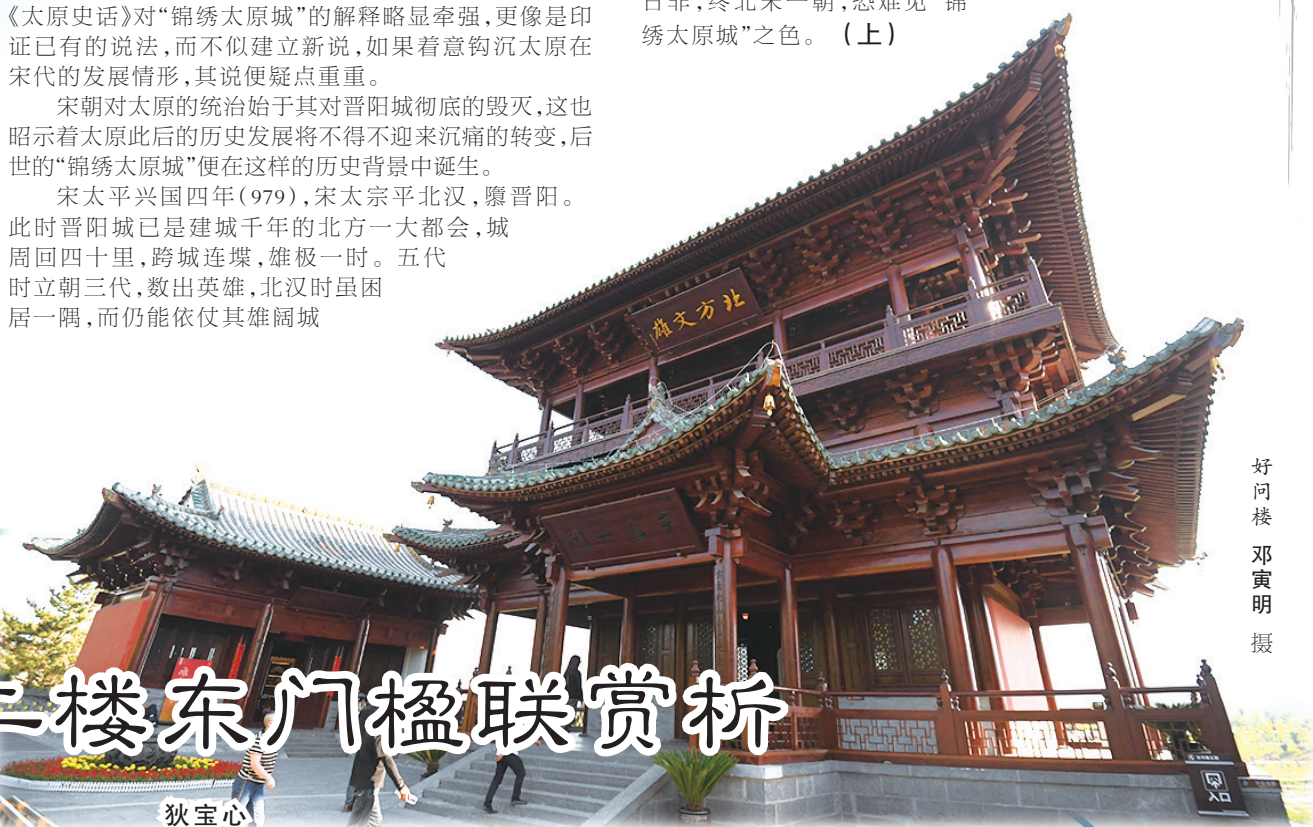 《太原史话》对“锦绣太原城”的解释略显牵强,更像是印
证已有的说法,而不似建立新说,如果着意钩沉太原在
宋代的发展情形,其说便疑点重重。
宋朝对太原的统治始于其对晋阳城彻底的毁灭,这也
昭示着太原此后的历史发展将不得不迎来沉痛的转变,后
世的“锦绣太原城”便在这样的历史背景中诞生。
宋太平兴国四年(979),宋太宗平北汉,隳晋阳。
此时晋阳城已是建城千年的北方一大都会,城
周回四十里,跨城连堞,雄极一时。五代
时立朝三代,数出英雄,北汉时虽困
居一隅,而仍能依仗其雄阔城
绣太原城”之色。(上)
北方文雄
好问楼 邓寅明 摄
楼东门楹联赏析
狄宝心
入口